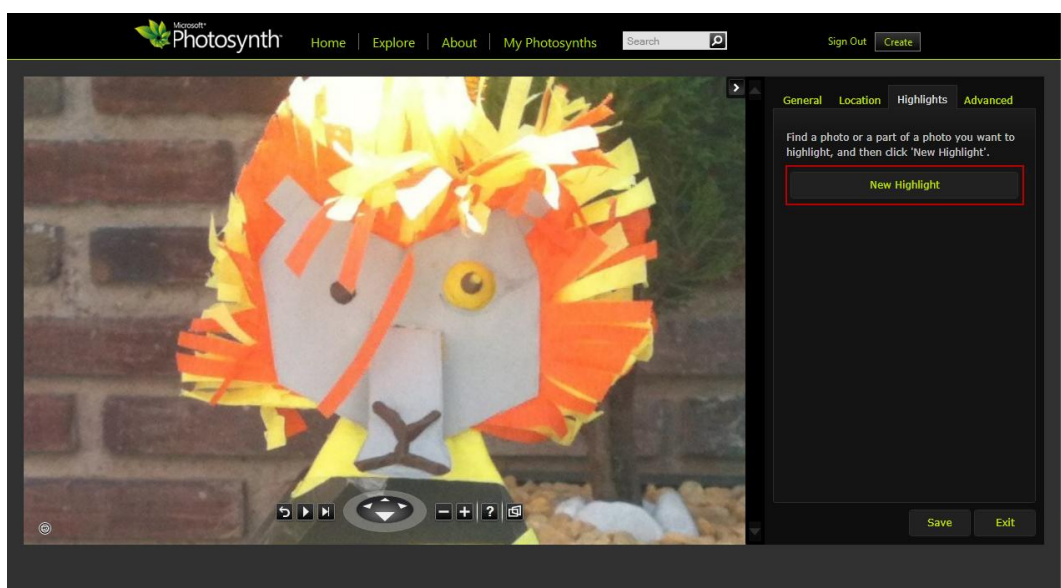 Microsoft®
Photosynth™
Home
Explore
About
My Photosynths
Search
Sign Out
Create
General
Location
Highlights
Advanced
Find a photo or a part of a photo you want to
highlight, and then click 'New Highlight'.
New Highlight
?
Save
Exit